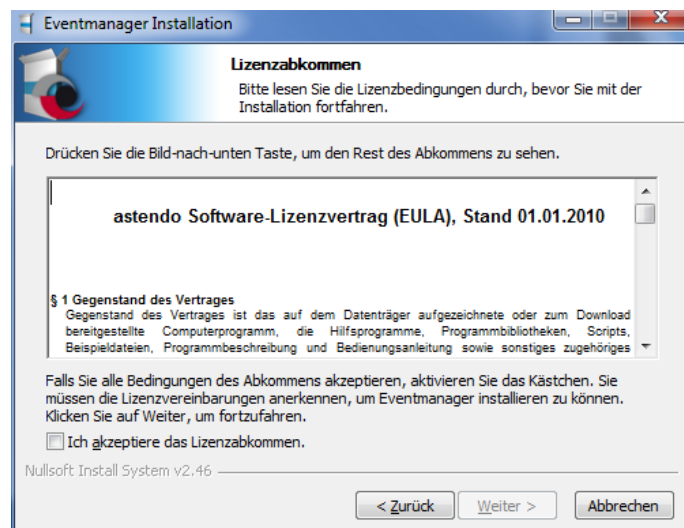 Eventmanager Installation
Lizenzabkommen
Bitte lesen Sie die Lizenzbedingungen durch, bevor Sie mit der
Installation fortfahren.
Drücken Sie die Bild-nach-unten Taste, um den Rest des Abkommens zu sehen.
astendo Software-Lizenzvertrag (EULA), Stand 01.01.2010
§ 1 Gegenstand des Vertrages
Gegenstand des Vertrages ist das auf dem Datenträger aufgezeichnete oder zum Download
bereitgestellte Computerprogramm, die Hilfsprogramme, Programmbibliotheken, Scripts,
Beispieldateien, Programmbeschreibung und Bedienungsanleitung sowie sonstiges zugehöriges
Falls Sie alle Bedingungen des Abkommens akzeptieren, aktivieren Sie das Kästchen. Sie
müssen die Lizenzvereinbarungen anerkennen, um Eventmanager installieren zu können.
Klicken Sie auf Weiter, um fortzufahren.
Ich akzeptiere das Lizenzabkommen.
Nullsoft Install System v2.46
< Zurück Weiter > Abbrechen